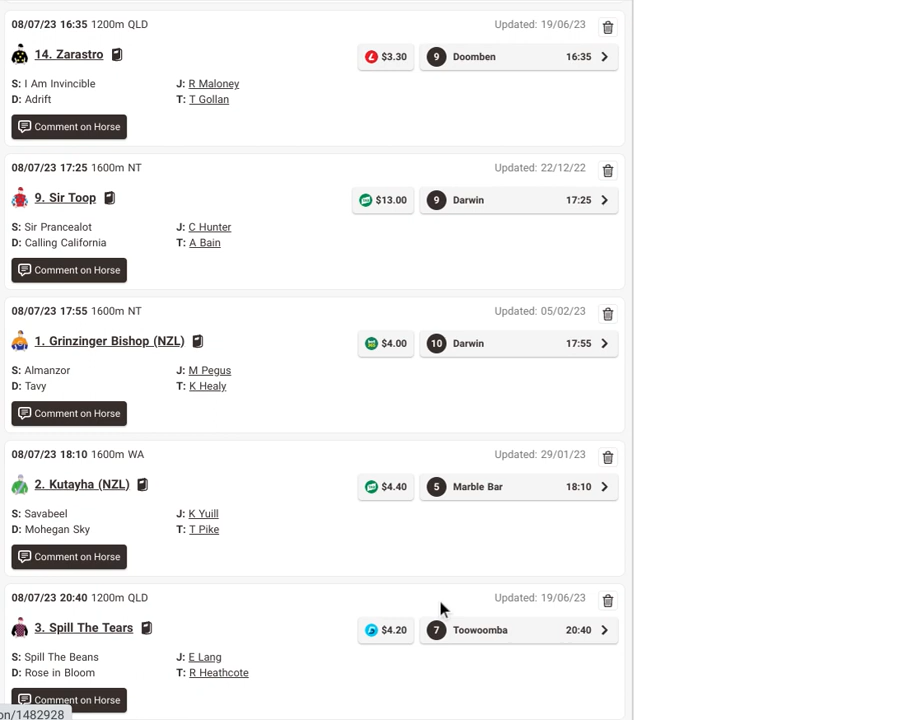 08/07/23 16:35 1200m QLD
Updated: 19/06/23
14. Zarastro
$3.30
9 Doomben 16:35
S: I Am Invincible
J: R Maloney
D: Adrift
T: T Gollan
Comment on Horse
08/07/23 17:25 1600m NT
Updated: 22/12/22
9. Sir Toop
$13.00
9 Darwin 17:25
S: Sir Prancealot
J: C Hunter
D: Calling California
T: A Bain
Comment on Horse
08/07/23 17:55 1600m NT
Updated: 05/02/23
1. Grinzinger Bishop (NZL)
$4.00
10 Darwin 17:55
S: Almanzor
J: M Pegus
D: Tavy
T: K Healy
Comment on Horse
08/07/23 18:10 1600m WA
Updated: 29/01/23
2. Kutayha (NZL)
$4.40
5 Marble Bar 18:10
S: Savabeel
J: K Yuill
D: Mohegan Sky
T: T Pike
Comment on Horse
08/07/23 20:40 1200m QLD
Updated: 19/06/23
3. Spill The Tears
$4.20
7 Toowoomba 20:40
S: Spill The Beans
J: E Lang
D: Rose in Bloom
T: R Heathcote
Comment on Horse
on/1482928